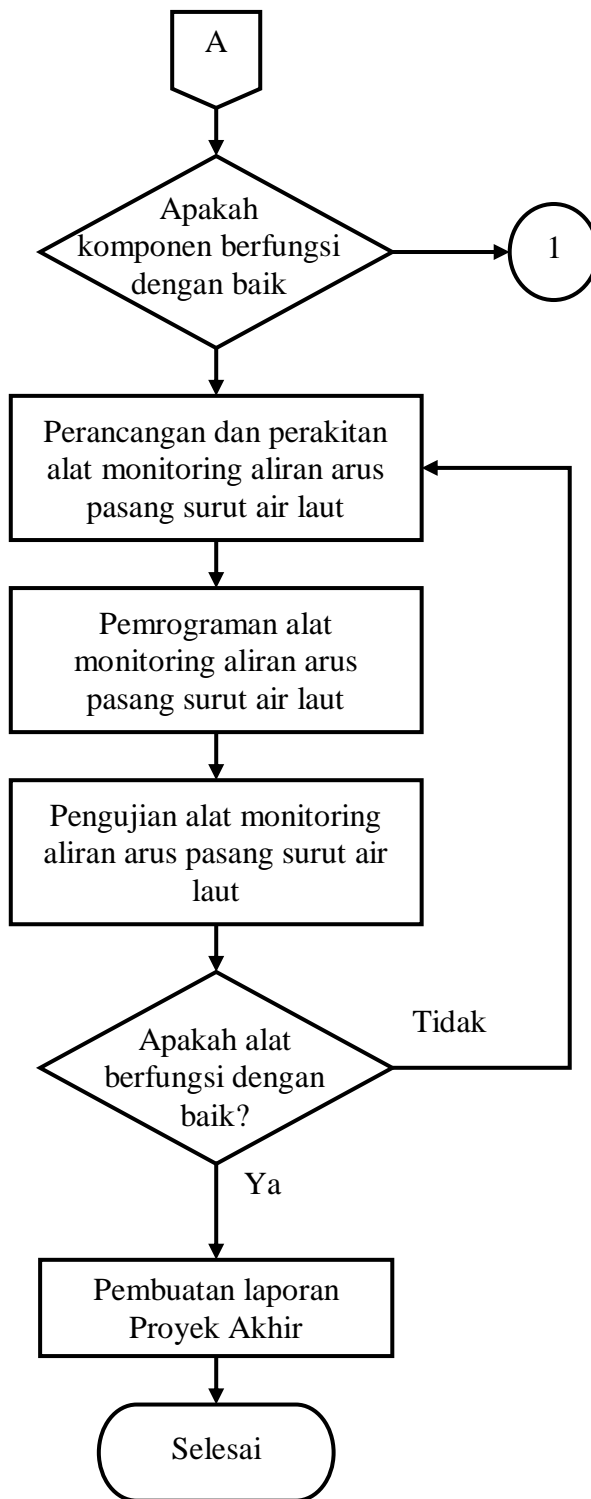 A
Apakah
komponen berfungsi
dengan baik
1
Perancangan dan perakitan
alat monitoring aliran arus
pasang surut air laut
Pemrograman alat
monitoring aliran arus
pasang surut air laut
Pengujian alat monitoring
aliran arus pasang surut air
laut
Apakah alat
berfungsi dengan
baik?
Tidak
Ya
Pembuatan laporan
Proyek Akhir
Selesai